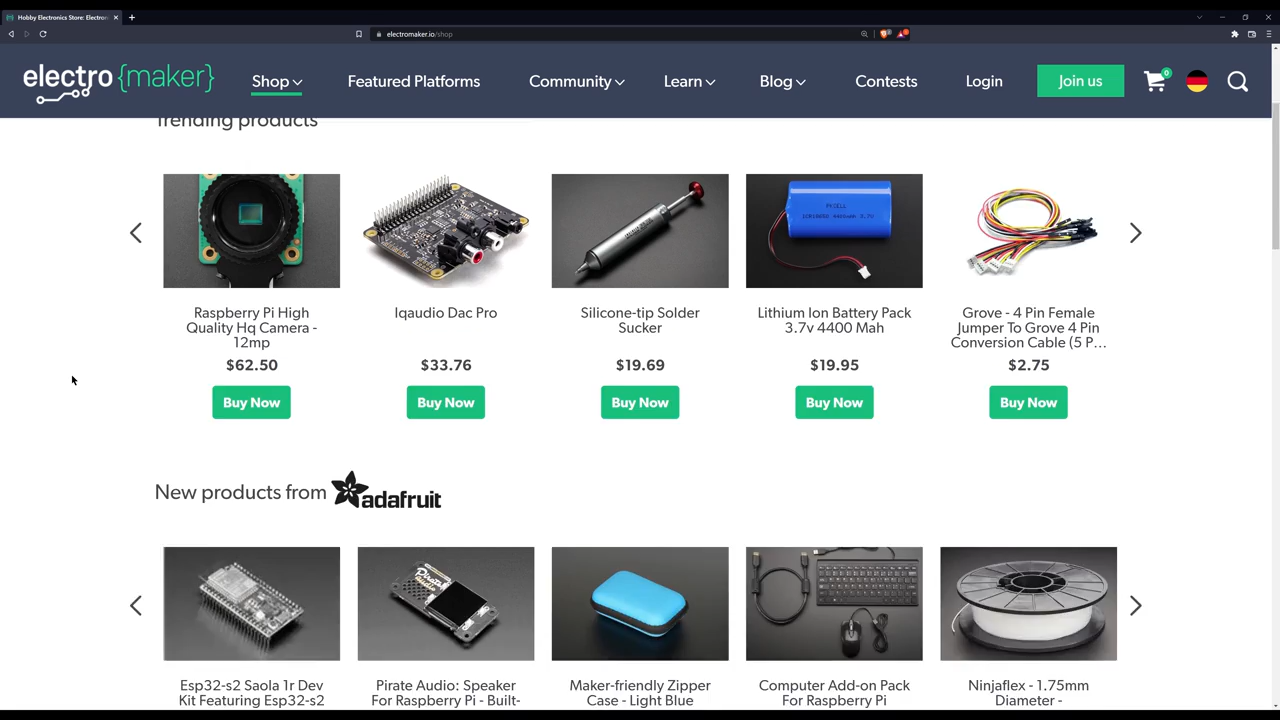 Hobby Electronics Store: Electron
electromaker.io/shop
electro {maker}
Shop
Featured Platforms
Community
Learn
Blog
Contests
Login
Join us
0
Trending products
Raspberry Pi High
Quality Hq Camera -
12mp
$62.50
Buy Now
Iqaudio Dac Pro
$33.76
Buy Now
Silicone-tip Solder
Sucker
$19.69
Buy Now
PKCELL
Lithium Ion Battery Pack
3.7v 4400 Mah
$19.95
Buy Now
Grove - 4 Pin Female
Jumper To Grove 4 Pin
Conversion Cable (5 P...
$2.75
Buy Now
New products from adafruit
Esp32-s2 Saola 1r Dev
Kit Featuring Esp32-s2
Pirate Audio: Speaker
For Raspberry Pi - Built-
Maker-friendly Zipper
Case - Light Blue
Computer Add-on Pack
For Raspberry Pi
Ninjaflex - 1.75mm
Diameter -